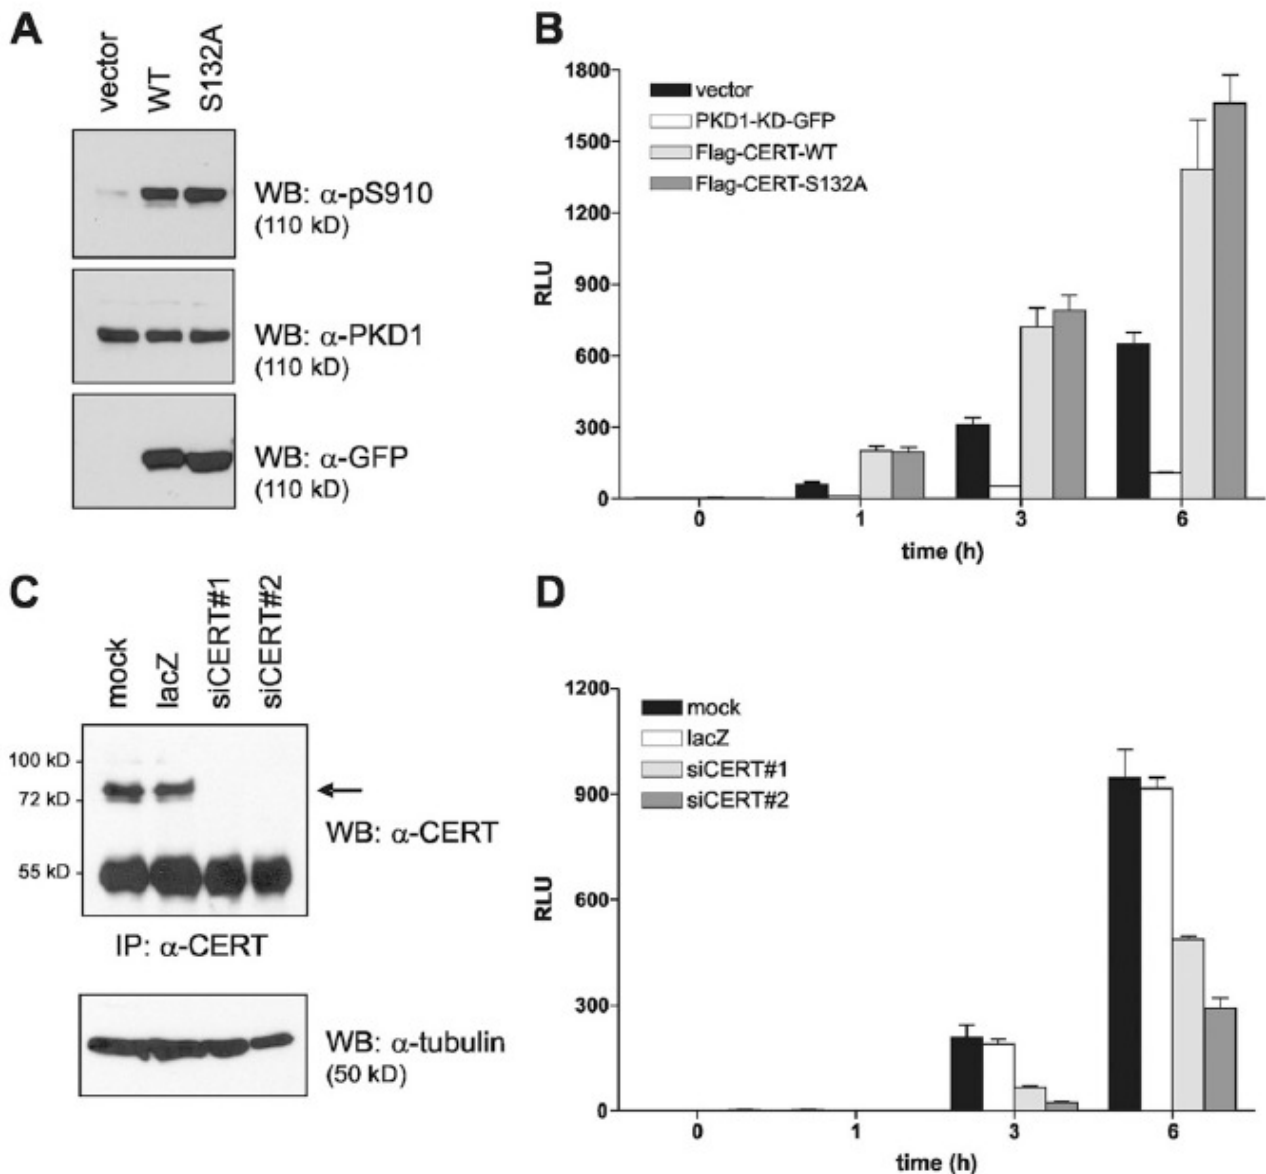 A
vector
WT
S132A
WB: α-pS910
(110 kD)
WB: α-PKD1
(110 kD)
WB: α-GFP
(110 kD)
B
1800
1500
1200
900
600
300
0
RLU
vector
PKD1-KD-GFP
Flag-CERT-WT
Flag-CERT-S132A
0 1 3 6
time (h)
C
mock
lacZ
siCERT#1
siCERT#2
100 kD
72 kD
55 kD
WB: α-CERT
IP: α-CERT
WB: α-tubulin
(50 kD)
D
1200
900
600
300
0
RLU
mock
lacZ
siCERT#1
siCERT#2
0 1 3 6
time (h)